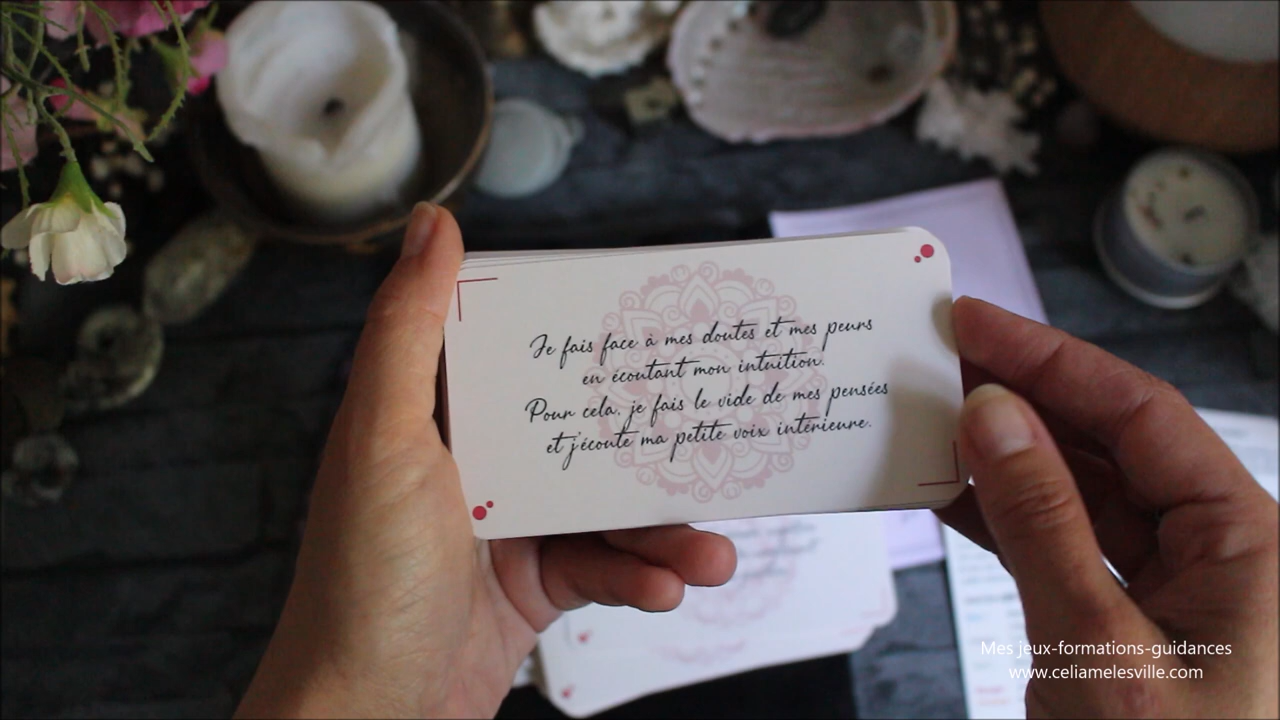 Je fais face à mes doutes et mes peurs
en écoutant mon intuition.
Pour cela, je fais le vide de mes pensées
et j'écoute ma petite voix intérieure.
Mes jeux-formations-guidances
www.celiamelesville.com